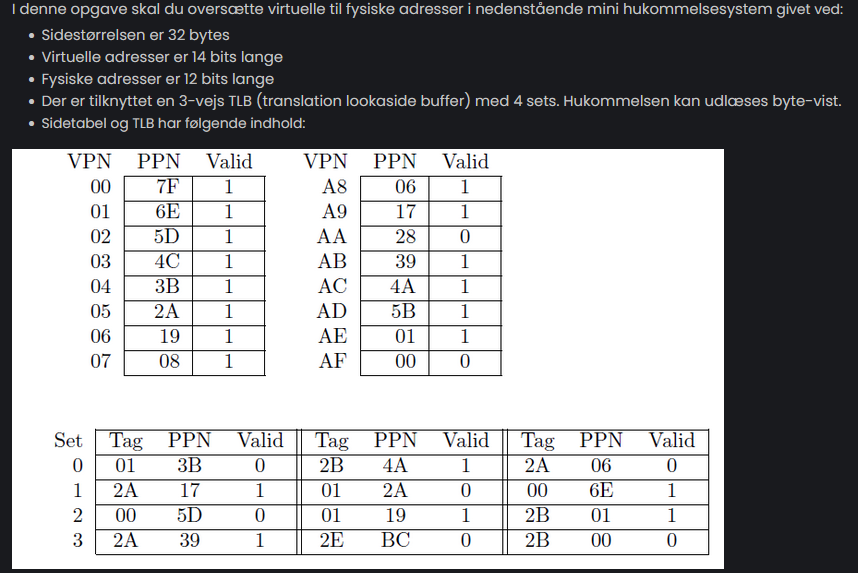 I denne opgave skal du oversætte virtuelle til fysiske adresser i nedenstående mini hukommelsesystem givet ved:
• Sidestørrelsen er 32 bytes
• Virtuelle adresser er 14 bits lange
• Fysiske adresser er 12 bits lange
• Der er tilknyttet en 3-vejs TLB (translation lookaside buffer) med 4 sets. Hukommelsen kan udlæses byte-vist.
• Sidetabel og TLB har følgende indhold:
VPN PPN Valid VPN PPN Valid
00 7F 1 A8 06 1
01 6E 1 A9 17 1
02 5D 1 AA 28 0
03 4C 1 AB 39 1
04 3B 1 AC 4A 1
05 2A 1 AD 5B 1
06 19 1 AE 01 1
07 08 1 AF 00 0
Set Tag PPN Valid Tag PPN Valid Tag PPN Valid
0 01 3B 0 2B 4A 1 2A 06 0
1 2A 17 1 01 2A 0 00 6E 1
2 00 5D 0 01 19 1 2B 01 1
3 2A 39 1 2E BC 0 2B 00 0